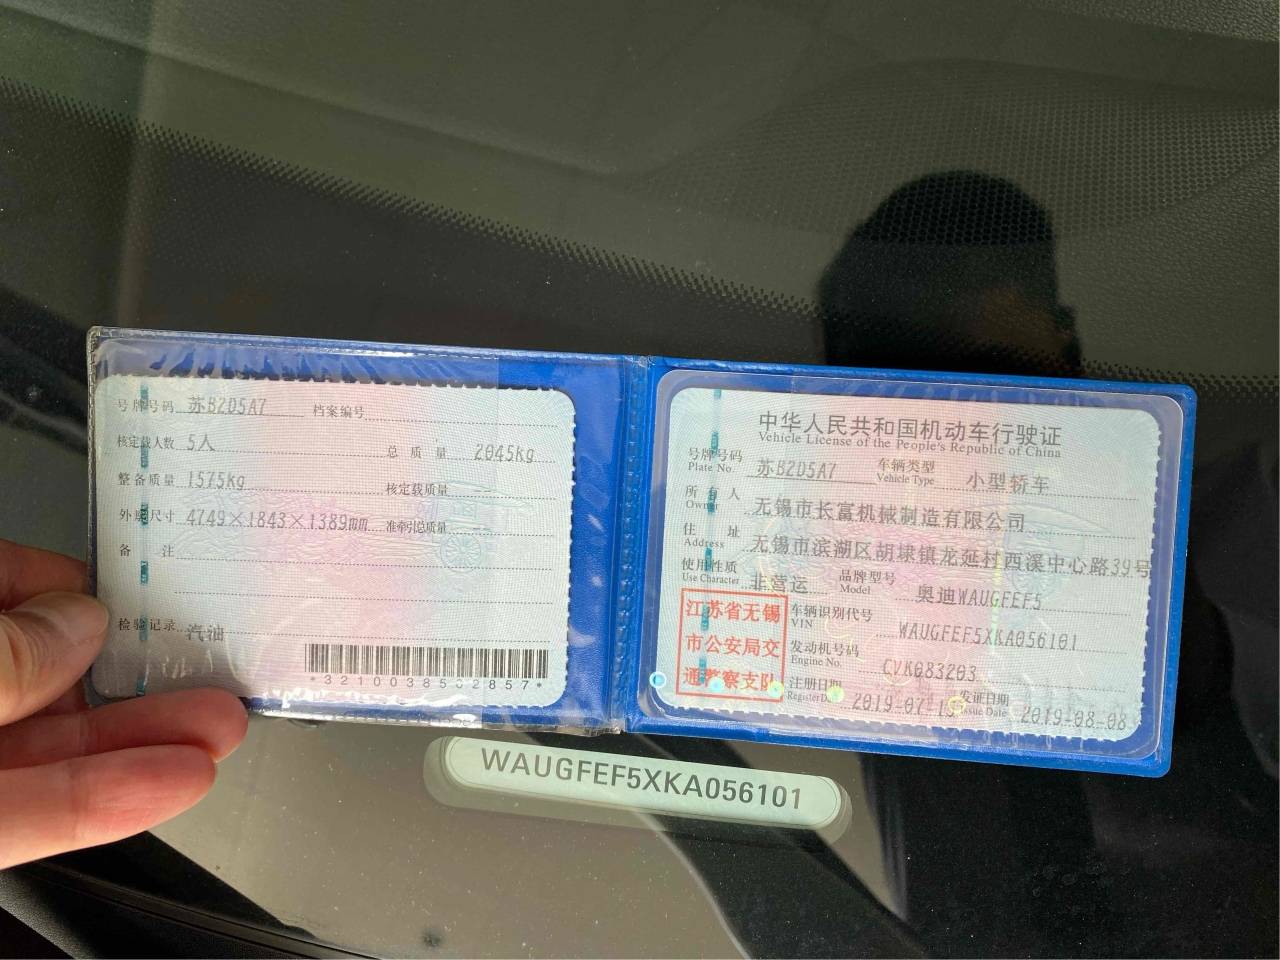 号牌号码 苏B2D5A7 档案编号
核定载人数 5人 总质量 2045kg
整备质量 1575kg 核定载质量 --
外廓尺寸 4749×1843×1389mm 准牵引总质量 --
备注
检验记录 汽油
*3210038522857*
中华人民共和国机动车行驶证
Vehicle License of the People's Republic of China
号牌号码 苏B2D5A7 车辆类型 小型轿车
Plate No. Vehicle Type
所有人 无锡市长富机械制造有限公司
Owner
住址 无锡市滨湖区胡埭镇龙延村西溪中心路39号
Address
使用性质 非营运 品牌型号 奥迪WAUGFEF5
Use Character Model
江苏省无锡
市公安局交
通警察支队
车辆识别代号 WAUGFEF5XKA056101
VIN
发动机号码 CVK083203
Engine No.
注册日期 2019-07-15 发证日期 2019-08-08
Register Date Issue Date
WAUGFEF5XKA056101